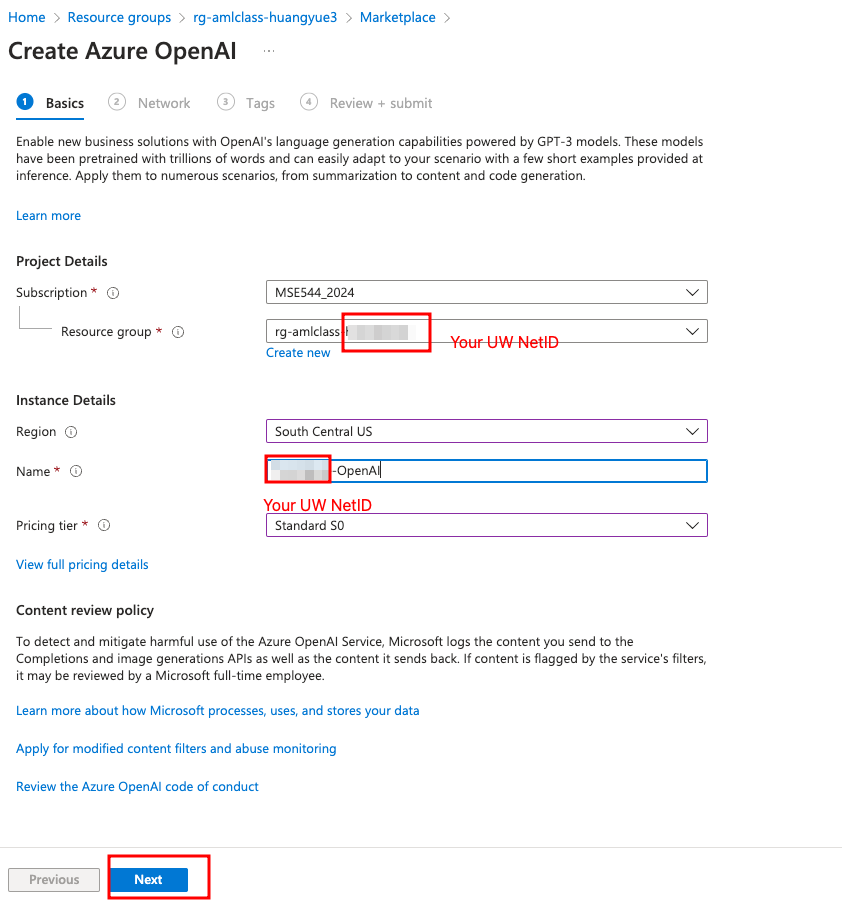 Home > Resource groups > rg-amlclass-huangyue3 > Marketplace >
Create Azure OpenAI ...
1 Basics 2 Network 3 Tags 4 Review + submit
Enable new business solutions with OpenAI's language generation capabilities powered by GPT-3 models. These models
have been pretrained with trillions of words and can easily adapt to your scenario with a few short examples provided at
inference. Apply them to numerous scenarios, from summarization to content and code generation.
Learn more
Project Details
Subscription * MSE544_2024
Resource group * rg-amlclass-
Your UW NetID
Create new
Instance Details
Region South Central US
Name * -OpenAI
Your UW NetID
Pricing tier * Standard S0
View full pricing details
Content review policy
To detect and mitigate harmful use of the Azure OpenAI Service, Microsoft logs the content you send to the
Completions and image generations APIs as well as the content it sends back. If content is flagged by the service's filters,
it may be reviewed by a Microsoft full-time employee.
Learn more about how Microsoft processes, uses, and stores your data
Apply for modified content filters and abuse monitoring
Review the Azure OpenAI code of conduct
Previous Next